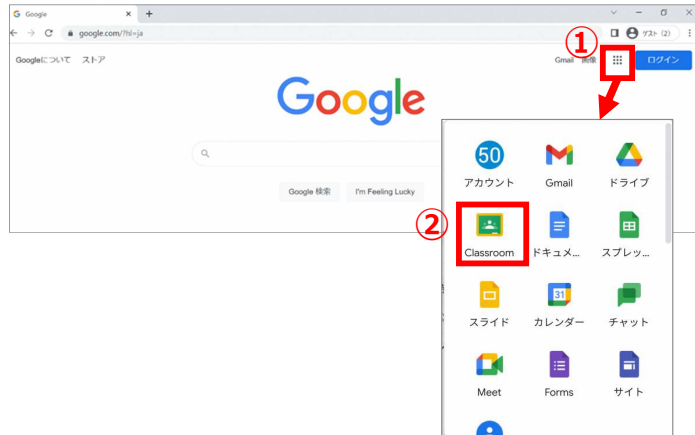 Google
google.com/?hl=ja
ゲスト (2)
Googleについて ストア
①
Gmail 画像
ログイン
Google
Google 検索
I'm Feeling Lucky
50
アカウント
Gmail
ドライブ
②
Classroom
ドキュメ...
スプレッ...
31
スライド
カレンダー
チャット
Meet
Forms
サイト